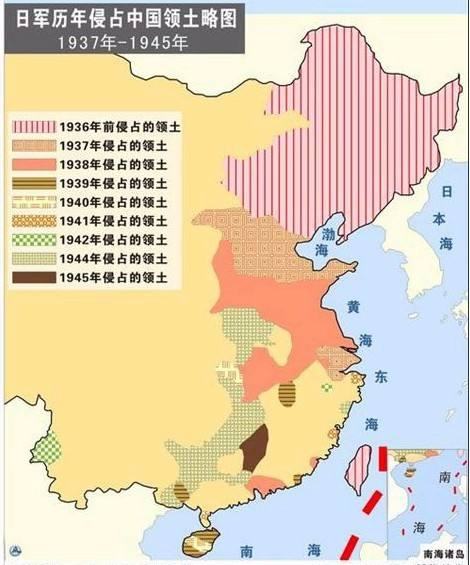 日军历年侵占中国领土略图
1937年-1945年
1936年前侵占的领土
1937年侵占的领土
1938年侵占的领土
1939年侵占的领土
1940年侵占的领土
1941年侵占的领土
1942年侵占的领土
1944年侵占的领土
1945年侵占的领土
日本海
渤海
黄海
东海
南海
南海
南海诸岛